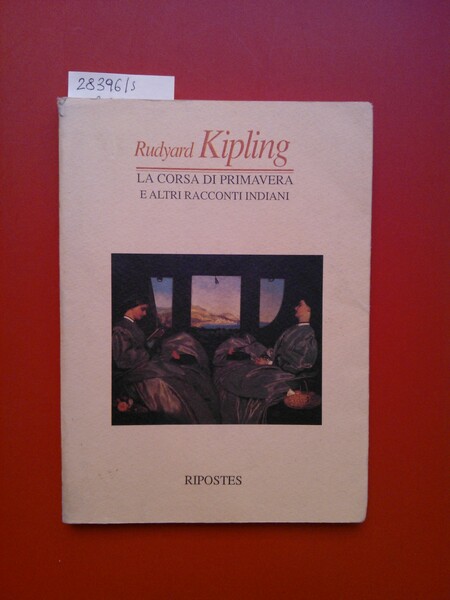 28396/s
Rudyard Kipling
LA CORSA DI PRIMAVERA
E ALTRI RACCONTI INDIANI
RIPOSTES